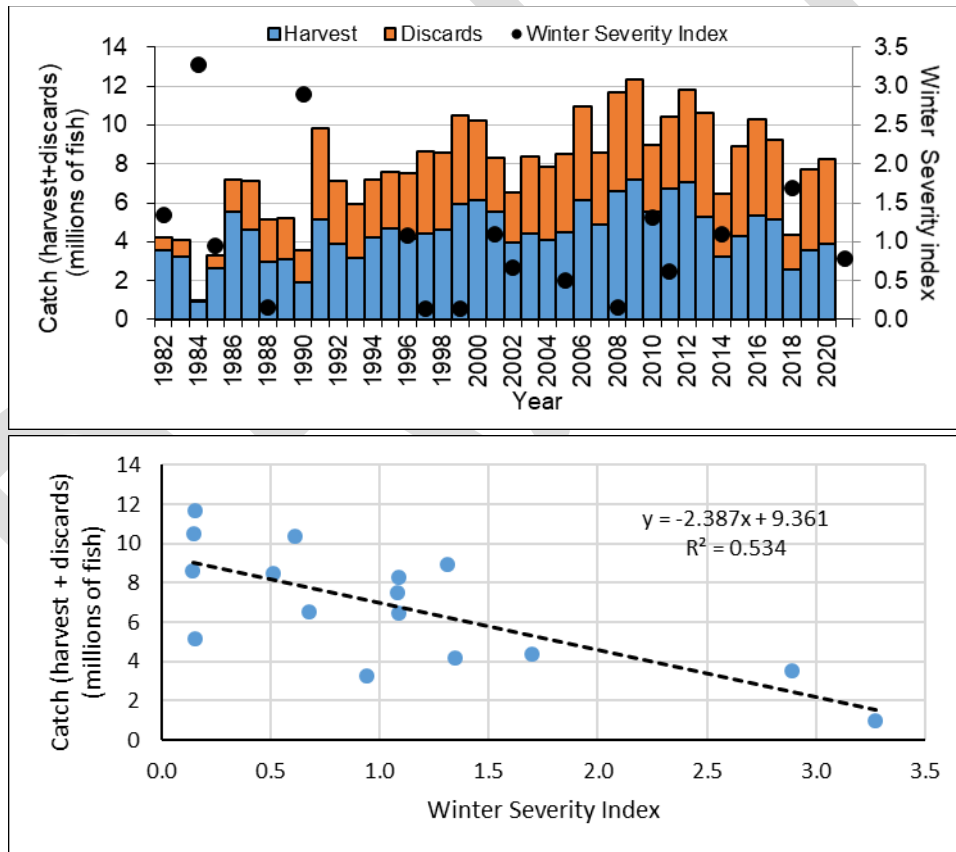 Harvest Discards Winter Severity Index
Catch (harvest+discards)
(millions of fish)
14
12
10
8
6
4
2
0
3.5
3.0
2.5
2.0
1.5
1.0
0.5
0.0
Winter Severity index
1982 1984 1986 1988 1990 1992 1994 1996 1998 2000 2002 2004 2006 2008 2010 2012 2014 2016 2018 2020
Year
Catch (harvest + discards)
(millions of fish)
14
12
10
8
6
4
2
0
y = -2.387x + 9.361
R² = 0.534
0.0 0.5 1.0 1.5 2.0 2.5 3.0 3.5
Winter Severity Index